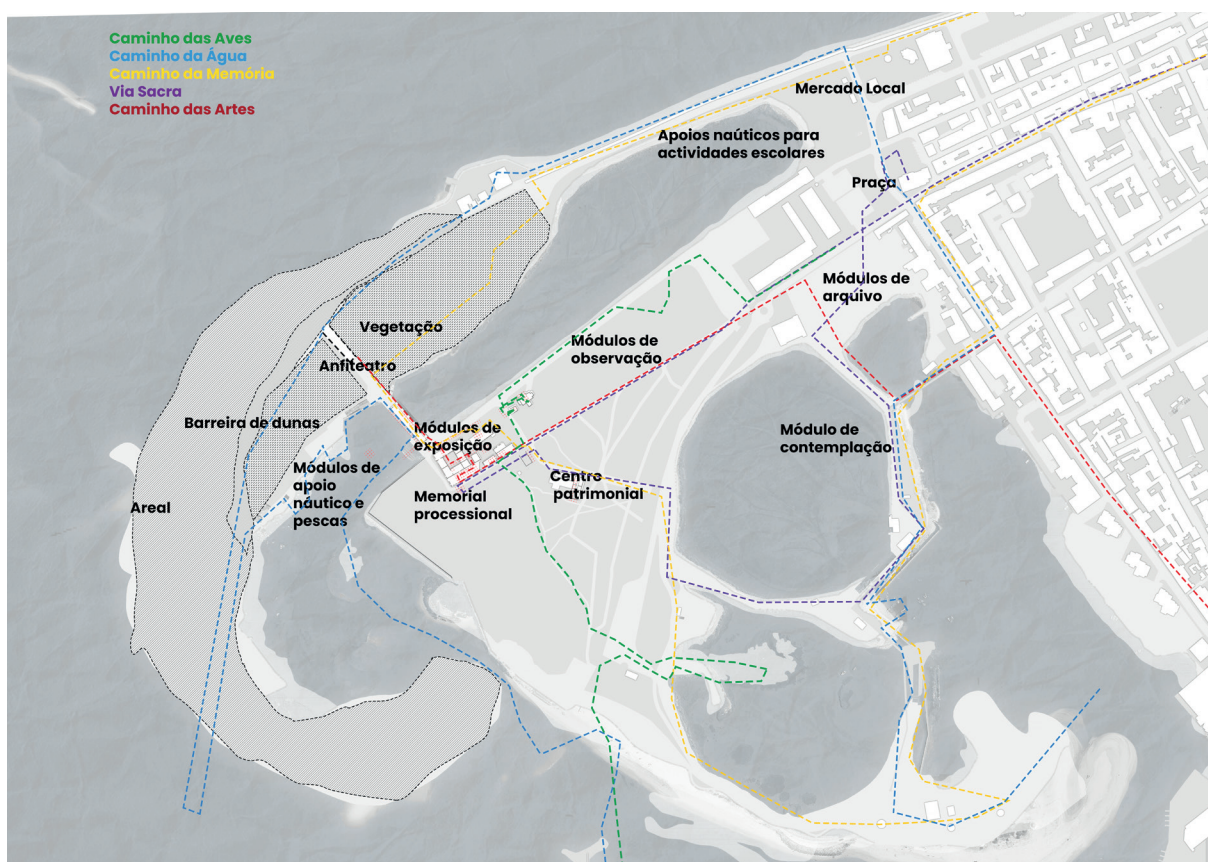 Caminho das Aves
Caminho da Água
Caminho da Memória
Via Sacra
Caminho das Artes
Mercado Local
Apoios naúticos para
actividades escolares
Praça
Módulos de
arquivo
Vegetação
Módulos de
observação
Anfiteatro
Barreira de dunas
Módulos de
exposição
Módulo de
contemplação
Módulos de
apoio
náutico e
pescas
Centro
patrimonial
Areal
Memorial
processional